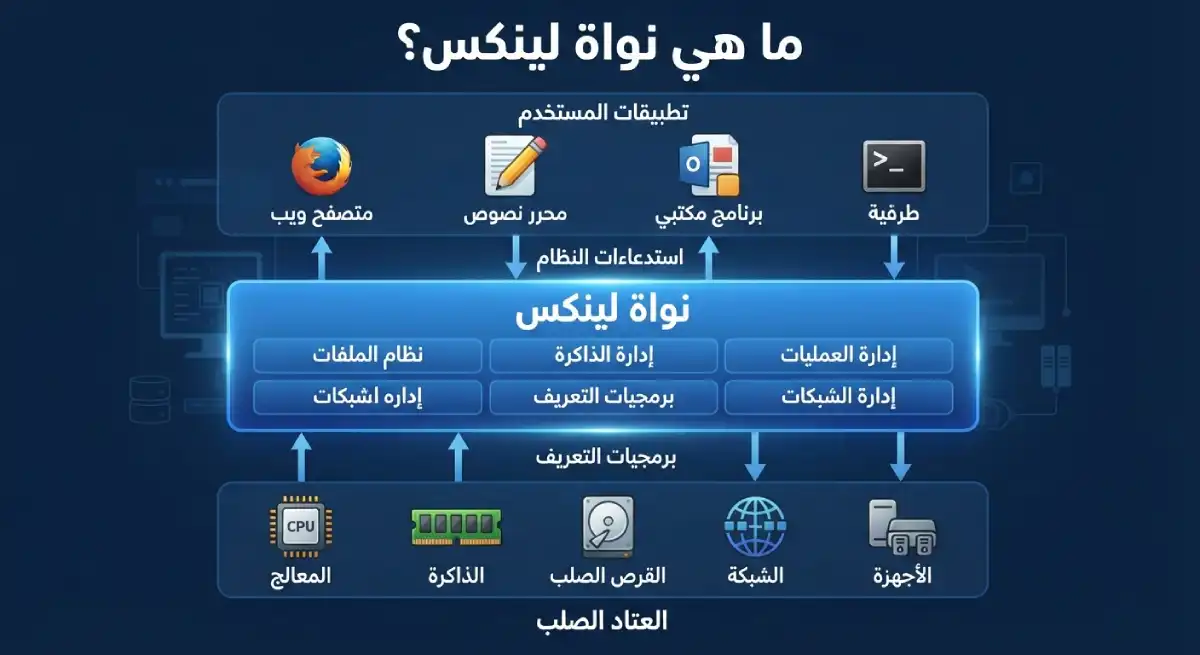 ما هي نواة لينكس؟
تطبيقات المستخدم
>_
O
طرفية
برنامج مكتبي
محرر نصوص
متصفح ويب
استدعاءات النظام
نواة لينكس
إدارة العمليات
إدارة الذاكرة
نظام الملفات
إدارة الشبكات
برمجيات التعريف
إداره اشبكات
برمجيات التعريف
CPU
الأجهزة
الشبكة
القرص الصلب
الذاكرة
المعالج
العتاد الصلب